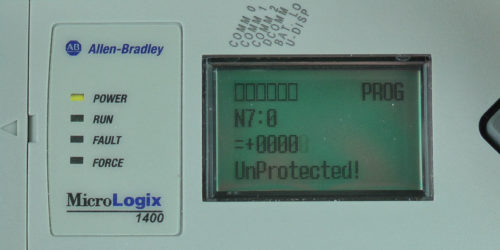 AB Allen-Bradley
POWER
RUN
FAULT
FORCE
MicroLogix
1400
COMM 0
COMM 1
COMM 2
DCOMM
BAT. LO
U-DISP
PROG
N7:0
=+0000
UnProtected!